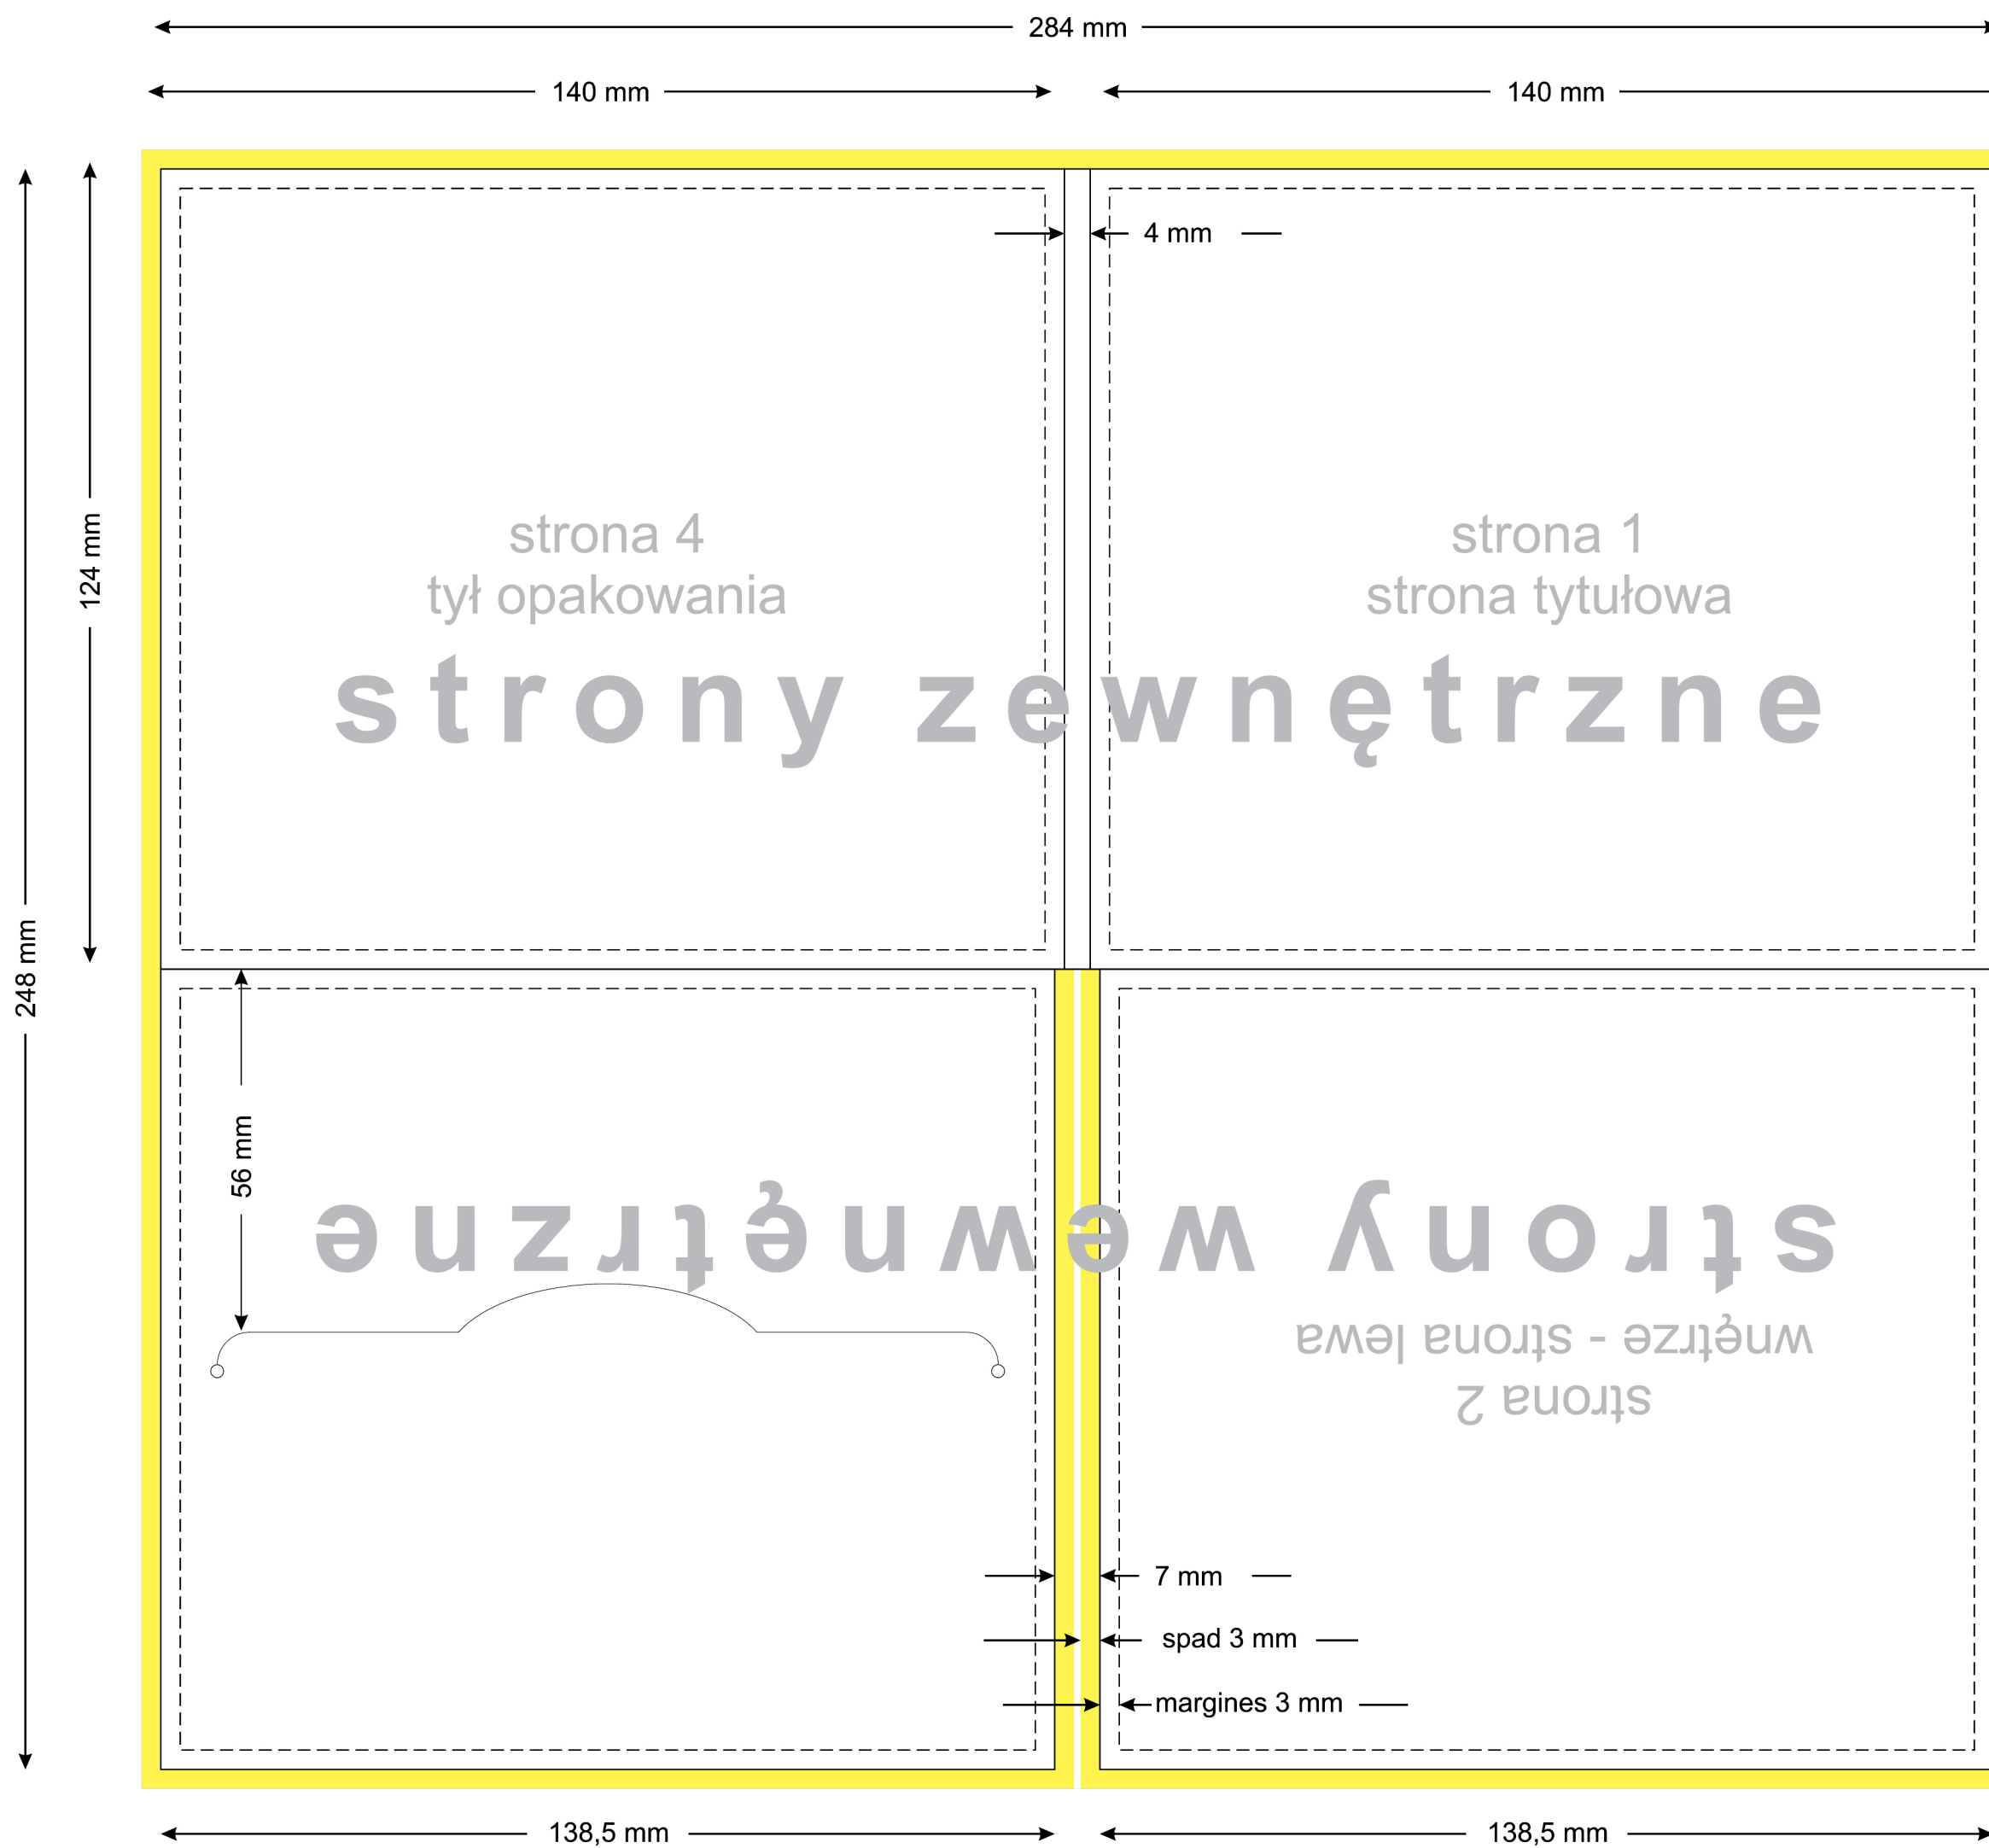 284 mm
140 mm
140 mm
4 mm
124 mm
248 mm
strona 4
tył opakowania
strona 1
strona tytułowa
strony zewnętrzne
56 mm
strony wewnętrzne
wnętrze - strona lewa
strona 2
7 mm
spad 3 mm
margines 3 mm
138,5 mm
138,5 mm